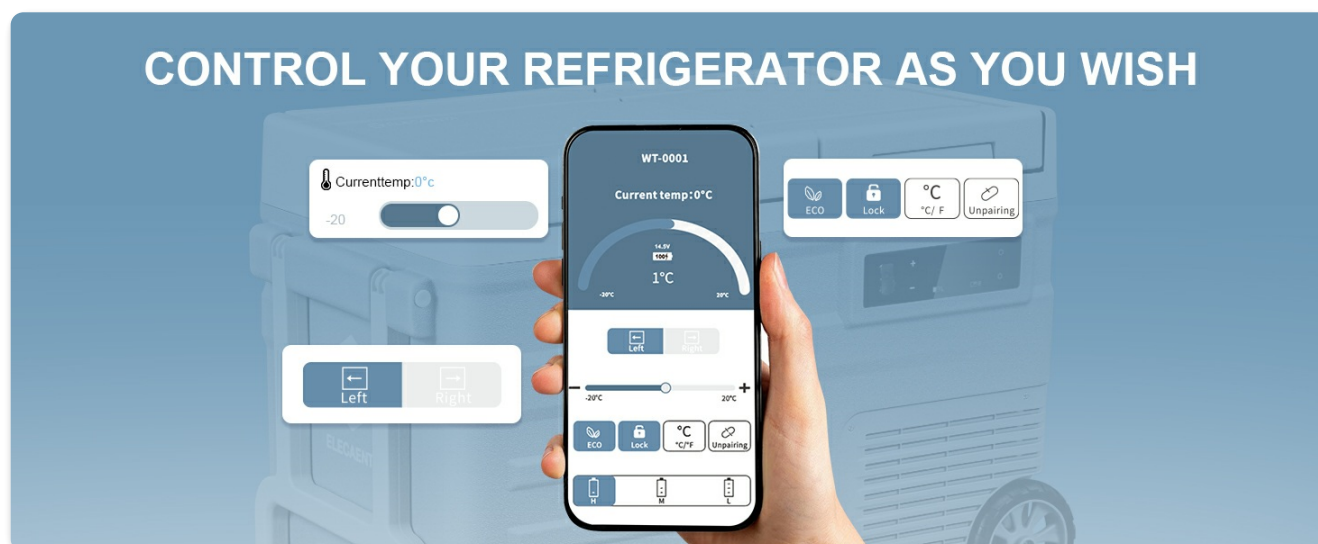 CONTROL YOUR REFRIGERATOR AS YOU WISH
Currenttemp:0°c
-20
Left
Right
WT-0001
Current temp:0°C
14.5V
1°C
-20°C
20°C
Left
Right
-20°C
20°C
ECO
Lock
°C
°C/°F
Unpairing
H
M
L
ECO
Lock
°C
°C/ F
Unpairing